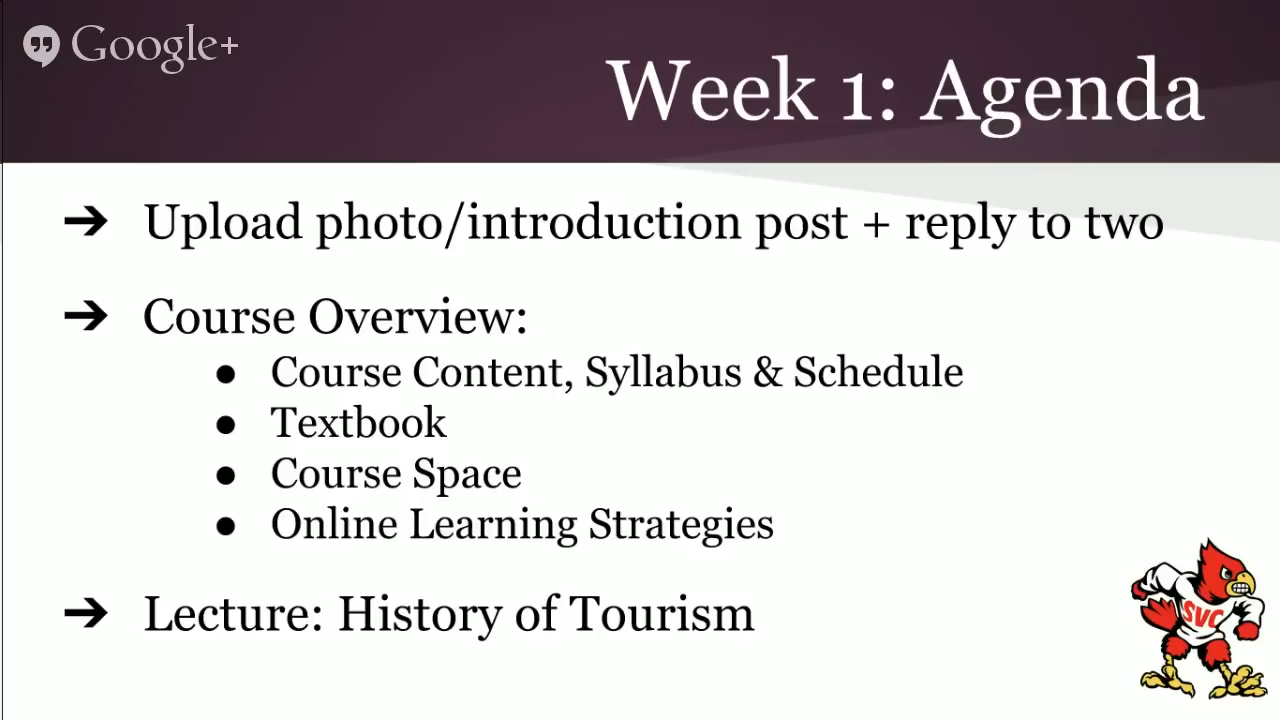 Google+
Week 1: Agenda
➔ Upload photo/introduction post + reply to two
➔ Course Overview:
● Course Content, Syllabus & Schedule
● Textbook
● Course Space
● Online Learning Strategies
➔ Lecture: History of Tourism
SVC